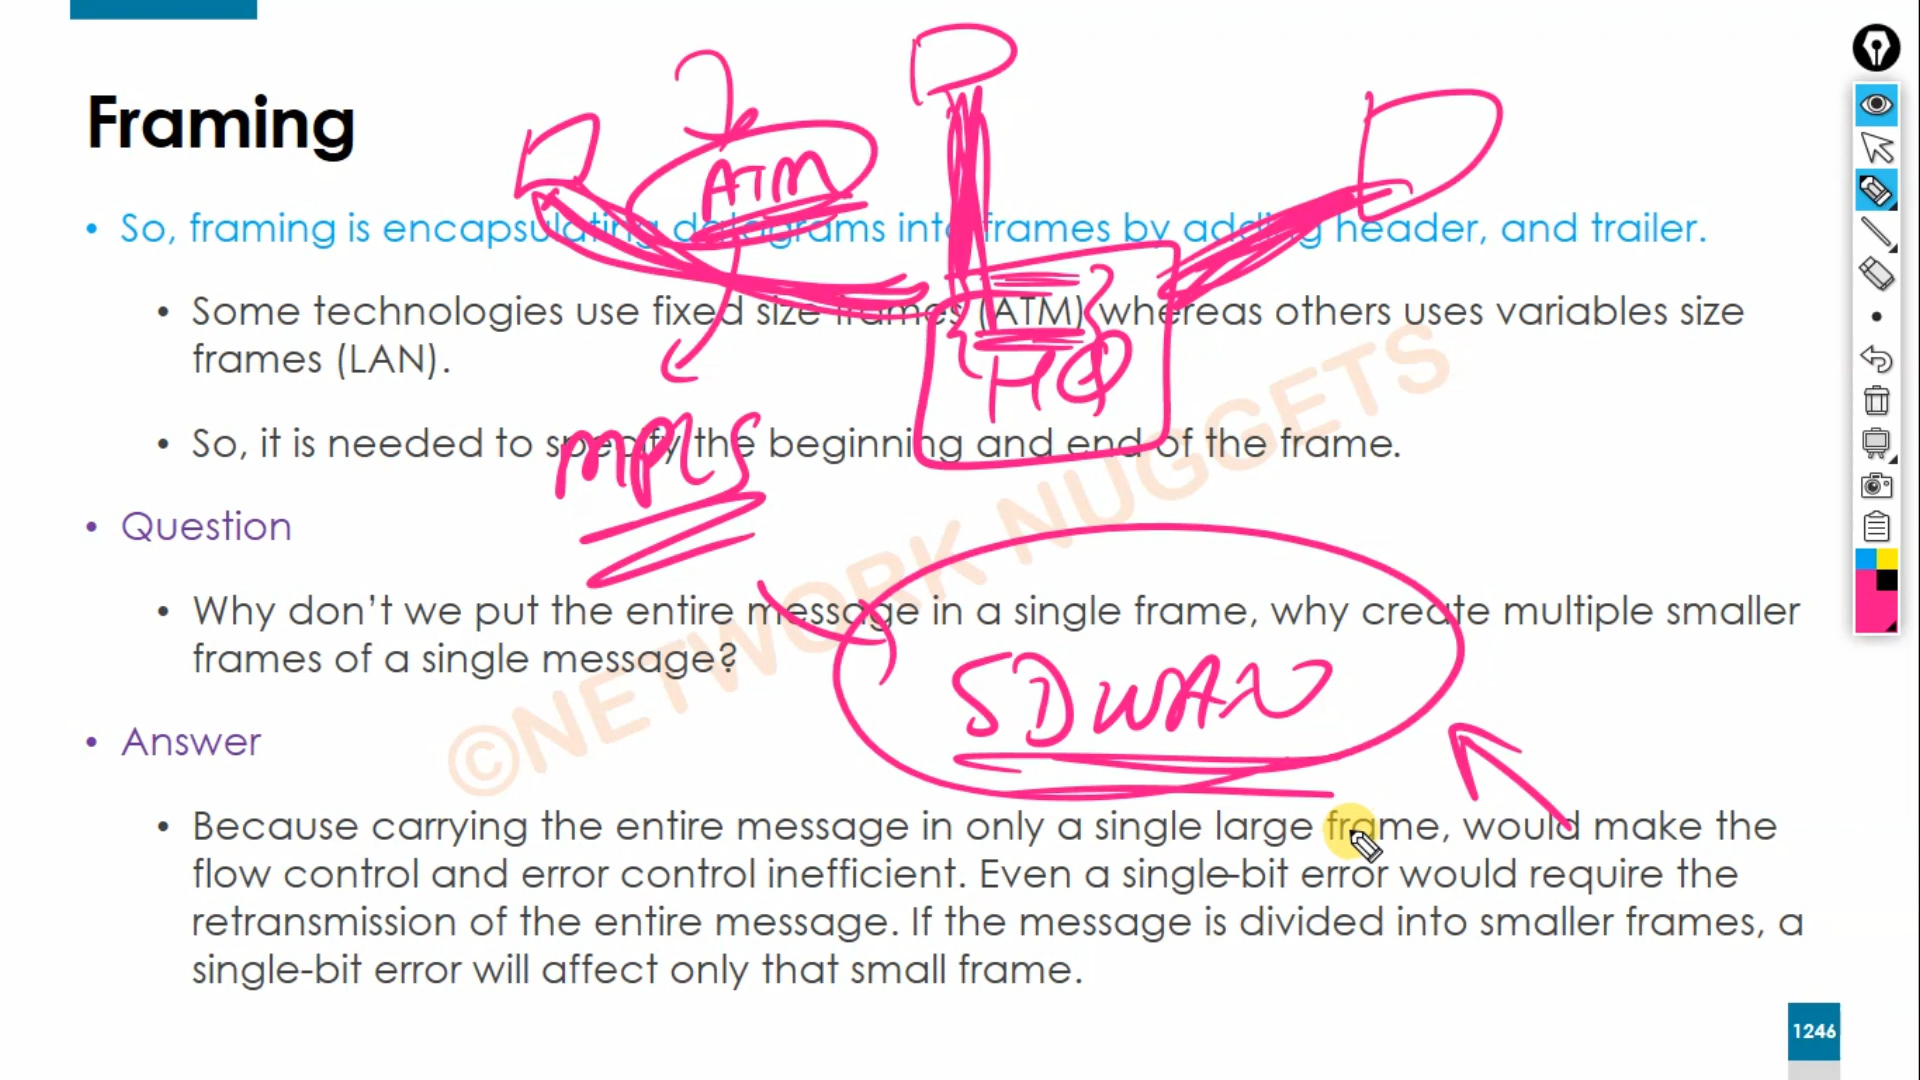 Framing
ATM
• So, framing is encapsulating datagrams into frames by adding header, and trailer.
• Some technologies use fixed size frames (ATM) whereas others uses variables size
frames (LAN).
HQ
• So, it is needed to specify the beginning and end of the frame.
MPLS
• Question
• Why don't we put the entire message in a single frame, why create multiple smaller
frames of a single message?
SDWAN
• Answer
• Because carrying the entire message in only a single large frame, would make the
flow control and error control inefficient. Even a single-bit error would require the
retransmission of the entire message. If the message is divided into smaller frames, a
single-bit error will affect only that small frame.
©NETWORK NUGGETS
1246